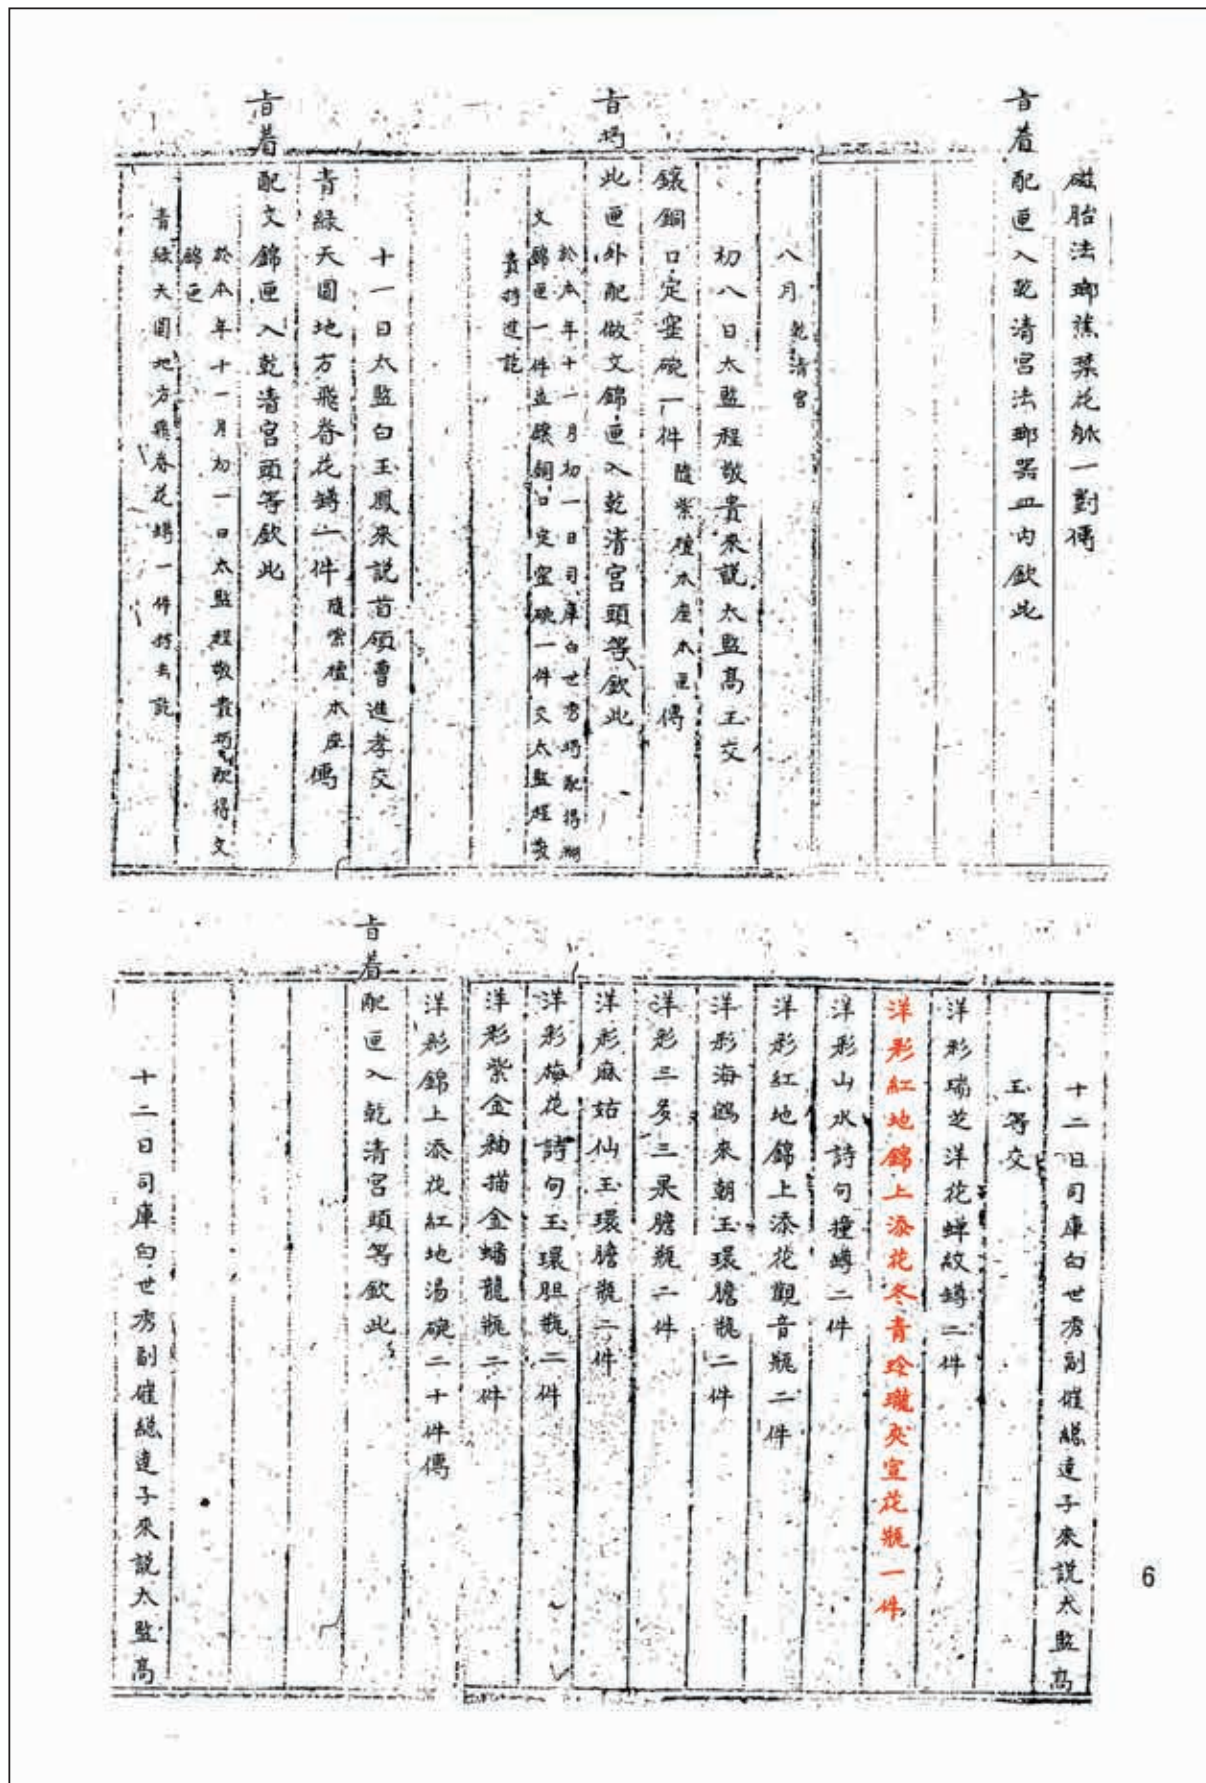 磁胎法瑯蕉葉花觚一對傳
旨着配匣入乾清宮法瑯器皿內欽此
八月 乾清宮
初八日太監程敬貴來說太監高玉交
鑲銅口定窰碗一件 隨紫檀木座木匣 傳
旨將此匣外配做文錦匣入乾清宮頭等欽此
於本年十一月初一日司庫白世秀將配得糊
文錦匣一件並鑲銅口定窰碗一件交太監程敬
貴持進訖
十一日太監白玉鳳來說首領曹進孝交
青綠天圓地方飛脊花罇一件 隨紫檀木座 傳
旨着配文錦匣入乾清宮頭等欽此
於本年十一月初一日太監程敬貴將配得文
錦匣
青綠天圓地方飛脊花罇一件持去訖
十二日司庫白世秀副催總達子來說太監高
玉等交
洋彩瑞芝洋花蟬紋罇二件
洋彩紅地錦上添花冬青玲瓏夾宣花瓶一件
洋彩山水詩句撞罇二件
洋彩紅地錦上添花觀音瓶二件
洋彩海鶴來朝玉環膽瓶二件
洋彩三多三果膽瓶二件
洋彩麻姑仙玉環膽瓶二件
洋彩梅花詩句玉環胆瓶二件
洋彩紫金釉描金蟠龍瓶二件
洋彩錦上添花紅地湯碗二十件傳
旨着配匣入乾清宮頭等欽此
十二日司庫白世秀副催總達子來說太監高
6